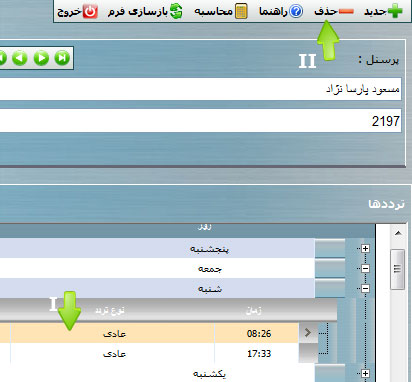 جدید حذف راهنما محاسبه بازسازی فرم خروج
II
پرسنل :
مسعود پارسا نژاد
2197
ترددها
روز
پنجشنبه
جمعه
شنبه
زمان نوع تردد
I
08:26 عادی
17:33 عادی
یکشنبه